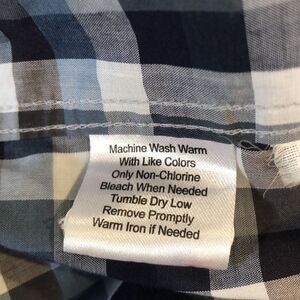 Machine Wash Warm
With Like Colors
Only Non-Chlorine
Bleach When Needed
Tumble Dry Low
Remove Promptly
Warm Iron if Needed